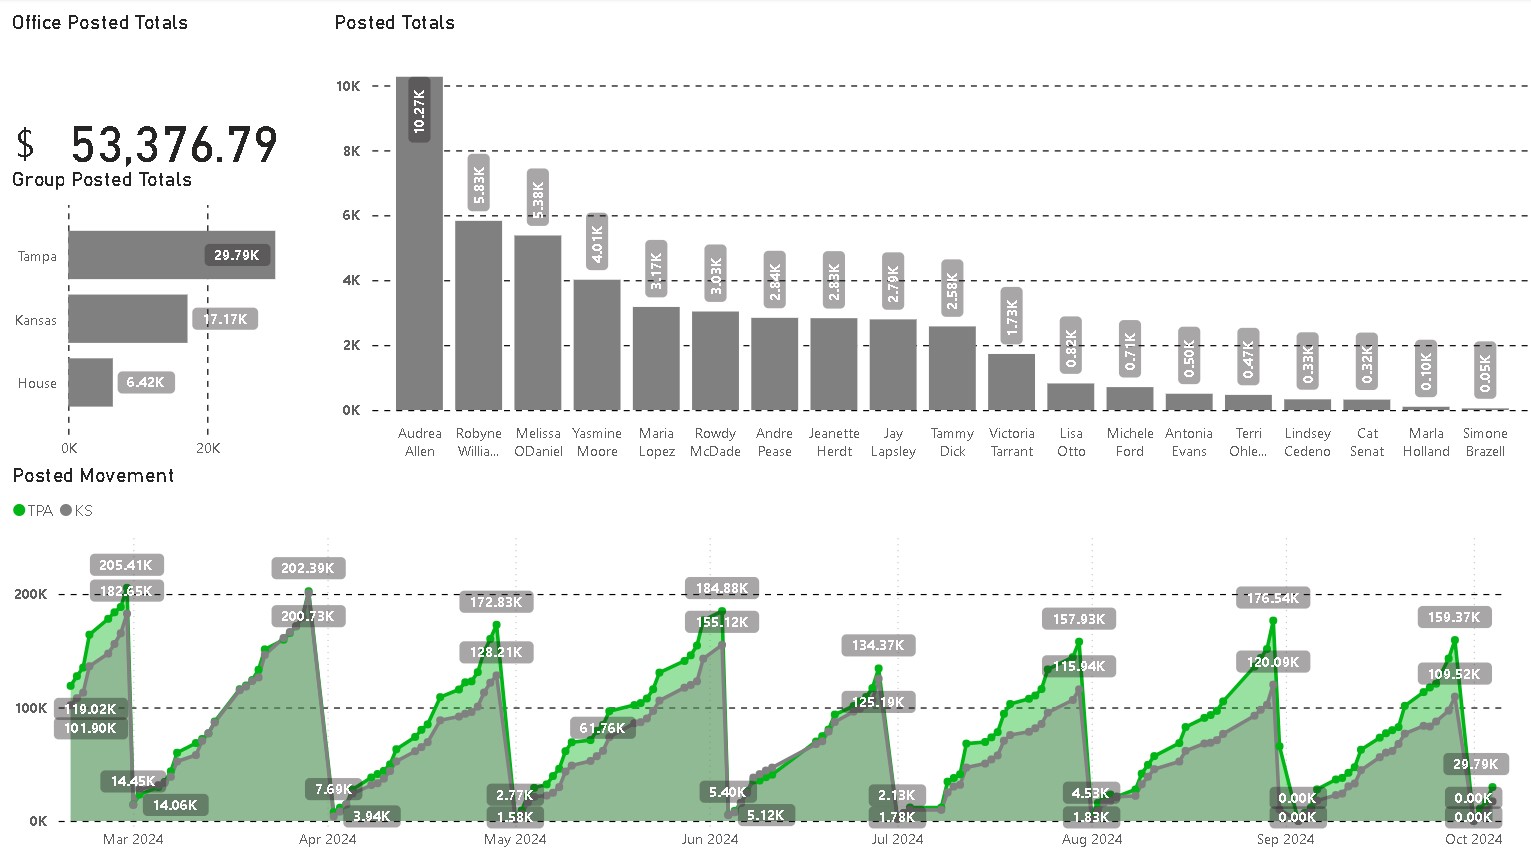 Office Posted Totals
$ 53,376.79
Group Posted Totals
Tampa 29.79K
Kansas 17.17K
House 6.42K
0K 20K
Posted Totals
10K
8K
6K
4K
2K
0K
10.27K 5.83K 5.38K 4.01K 3.17K 3.03K 2.84K 2.83K 2.79K 2.58K 1.73K 0.82K 0.71K 0.50K 0.47K 0.33K 0.32K 0.10K 0.05K
Audrea Robyne Melissa Yasmine Maria Rowdy Andre Jeanette Jay Tammy Victoria Lisa Michele Antonia Terri Lindsey Cat Marla Simone
Allen Willia... ODaniel Moore Lopez McDade Pease Herdt Lapsley Dick Tarrant Otto Ford Evans Ohle... Cedeno Senat Holland Brazell
Posted Movement
TPA KS
200K
100K
0K
205.41K
182.65K
119.02K
101.90K
14.45K
14.06K
202.39K
200.73K
7.69K
3.94K
172.83K
128.21K
2.77K
1.58K
61.76K
184.88K
155.12K
5.40K
5.12K
134.37K
125.19K
2.13K
1.78K
157.93K
115.94K
4.53K
1.83K
176.54K
120.09K
0.00K
0.00K
159.37K
109.52K
29.79K
0.00K
0.00K
Mar 2024 Apr 2024 May 2024 Jun 2024 Jul 2024 Aug 2024 Sep 2024 Oct 2024